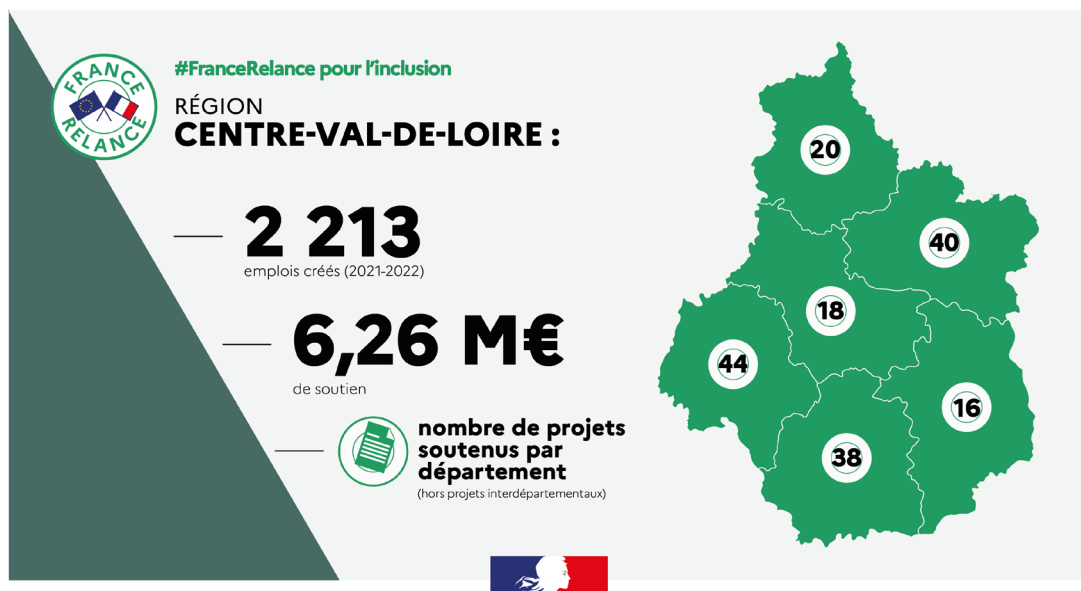 FRANCE
RELANCE
#FranceRelance pour l'inclusion
RÉGION
CENTRE-VAL-DE-LOIRE :
2 213
emplois créés (2021-2022)
6,26 M€
de soutien
nombre de projets
soutenus par
département
(hors projets interdépartementaux)
20
40
18
44
16
38